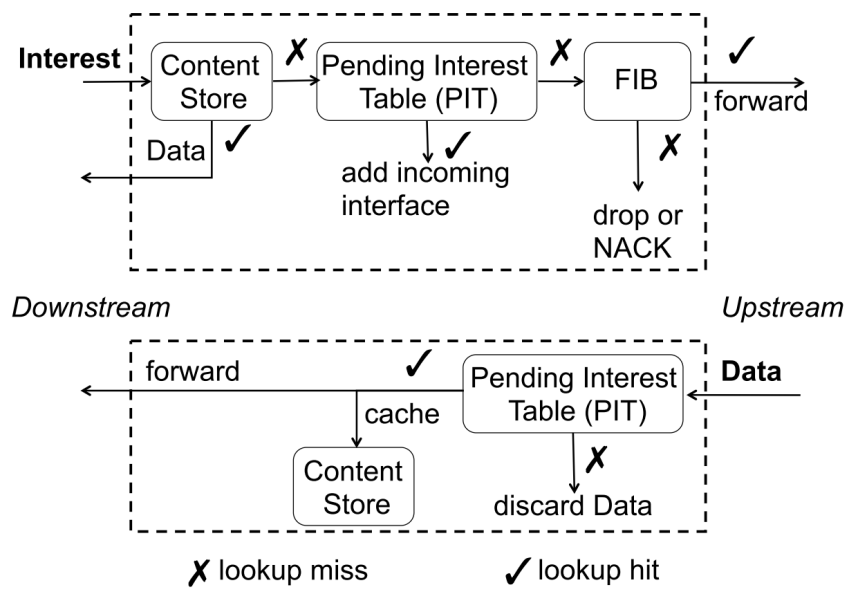 Interest
Content
Store
Pending Interest
Table (PIT)
FIB
forward
Data
add incoming
interface
drop or
NACK
Downstream
Upstream
forward
cache
Pending Interest
Table (PIT)
Data
Content
Store
discard Data
✗ lookup miss
✓ lookup hit